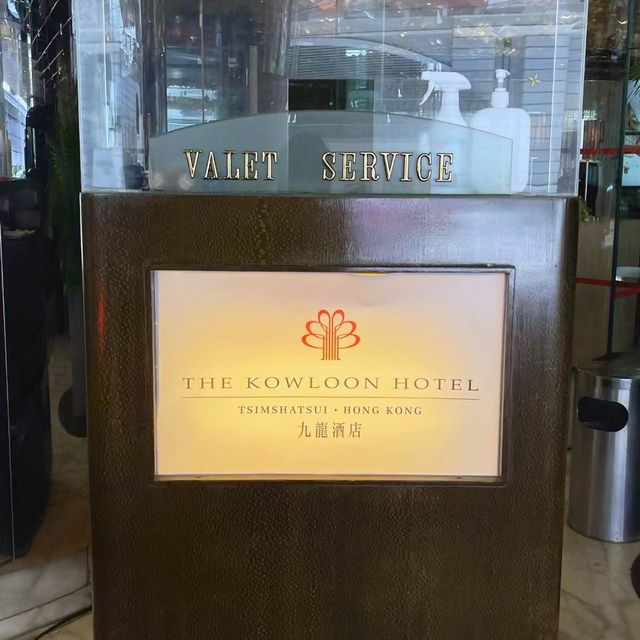 VALET SERVICE
THE KOWLOON HOTEL
TSIMSHATSUI · HONG KONG
九龍酒店